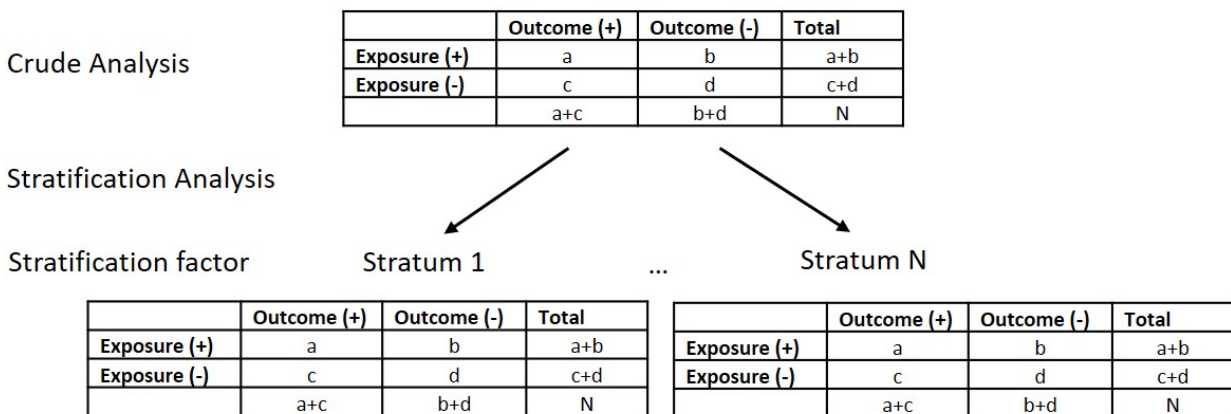 Outcome (+) Outcome (-) Total
Crude Analysis
Exposure (+) a b a+b
Exposure (-) c d c+d
a+c b+d N
Stratification Analysis
Stratification factor Stratum 1 ... Stratum N
Outcome (+) Outcome (-) Total
Exposure (+) a b a+b
Exposure (-) c d c+d
a+c b+d N
Outcome (+) Outcome (-) Total
Exposure (+) a b a+b
Exposure (-) c d c+d
a+c b+d N